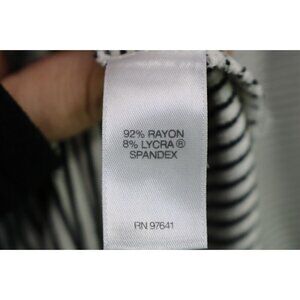 92% RAYON
8% LYCRA ®
SPANDEX
RN 97641